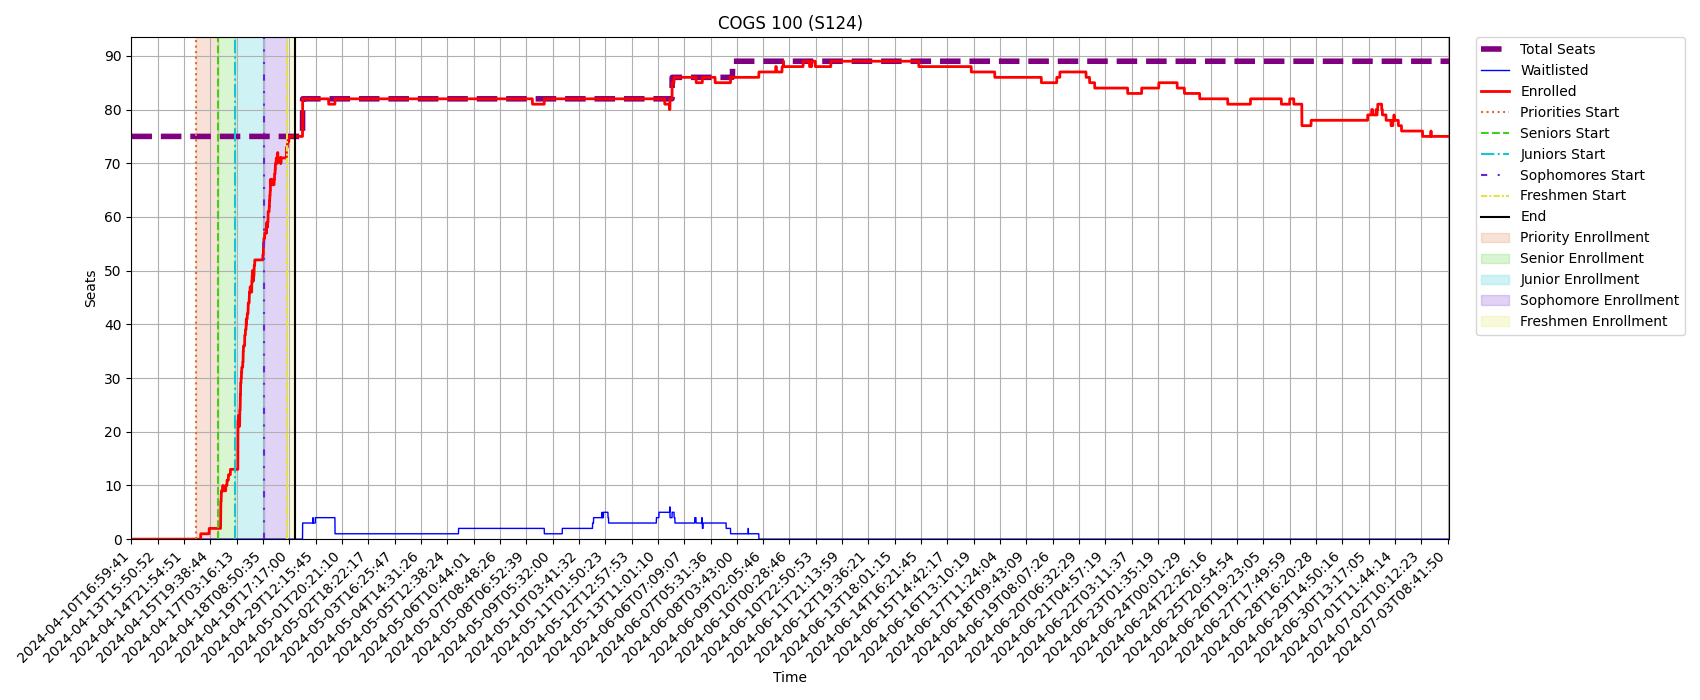 COGS 100 (S124)
Seats
90
80
70
60
50
40
30
20
10
0
2024-04-10T16:59:41
2024-04-13T15:50:52
2024-04-14T21:54:51
2024-04-15T19:38:44
2024-04-17T03:16:13
2024-04-18T08:50:35
2024-04-19T17:17:00
2024-04-29T12:15:45
2024-05-01T20:21:10
2024-05-02T18:22:17
2024-05-03T16:25:47
2024-05-04T14:31:26
2024-05-05T12:38:24
2024-05-06T10:44:01
2024-05-07T08:48:26
2024-05-08T06:52:39
2024-05-09T05:32:00
2024-05-10T03:41:32
2024-05-11T01:50:23
2024-05-12T12:57:53
2024-05-13T11:01:10
2024-06-06T07:09:07
2024-06-07T05:31:36
2024-06-08T03:43:00
2024-06-09T02:05:46
2024-06-10T00:28:46
2024-06-10T22:50:53
2024-06-11T21:13:59
2024-06-12T19:36:21
2024-06-13T18:01:15
2024-06-14T16:21:45
2024-06-15T14:42:17
2024-06-16T13:10:19
2024-06-17T11:24:04
2024-06-18T09:43:09
2024-06-19T08:07:26
2024-06-20T06:32:29
2024-06-21T04:57:19
2024-06-22T03:11:37
2024-06-23T01:35:19
2024-06-24T00:01:29
2024-06-24T22:26:16
2024-06-25T20:54:54
2024-06-26T19:23:05
2024-06-27T17:49:59
2024-06-28T16:20:28
2024-06-29T14:50:16
2024-06-30T13:17:05
2024-07-01T11:44:14
2024-07-02T10:12:23
2024-07-03T08:41:50
Time
Total Seats
Waitlisted
Enrolled
Priorities Start
Seniors Start
Juniors Start
Sophomores Start
Freshmen Start
End
Priority Enrollment
Senior Enrollment
Junior Enrollment
Sophomore Enrollment
Freshmen Enrollment